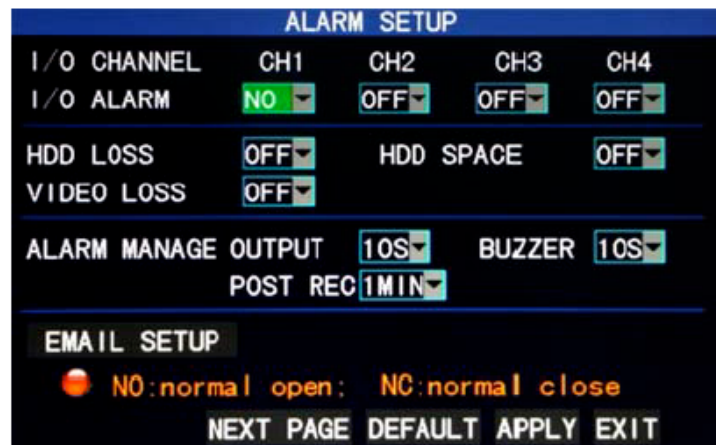 ALARM SETUP
I/O CHANNEL CH1 CH2 CH3 CH4
I/O ALARM NO OFF OFF OFF
HDD LOSS OFF HDD SPACE OFF
VIDEO LOSS OFF
ALARM MANAGE OUTPUT 10S BUZZER 10S
POST REC 1MIN
EMAIL SETUP
NO:normal open; NC:normal close
NEXT PAGE DEFAULT APPLY EXIT